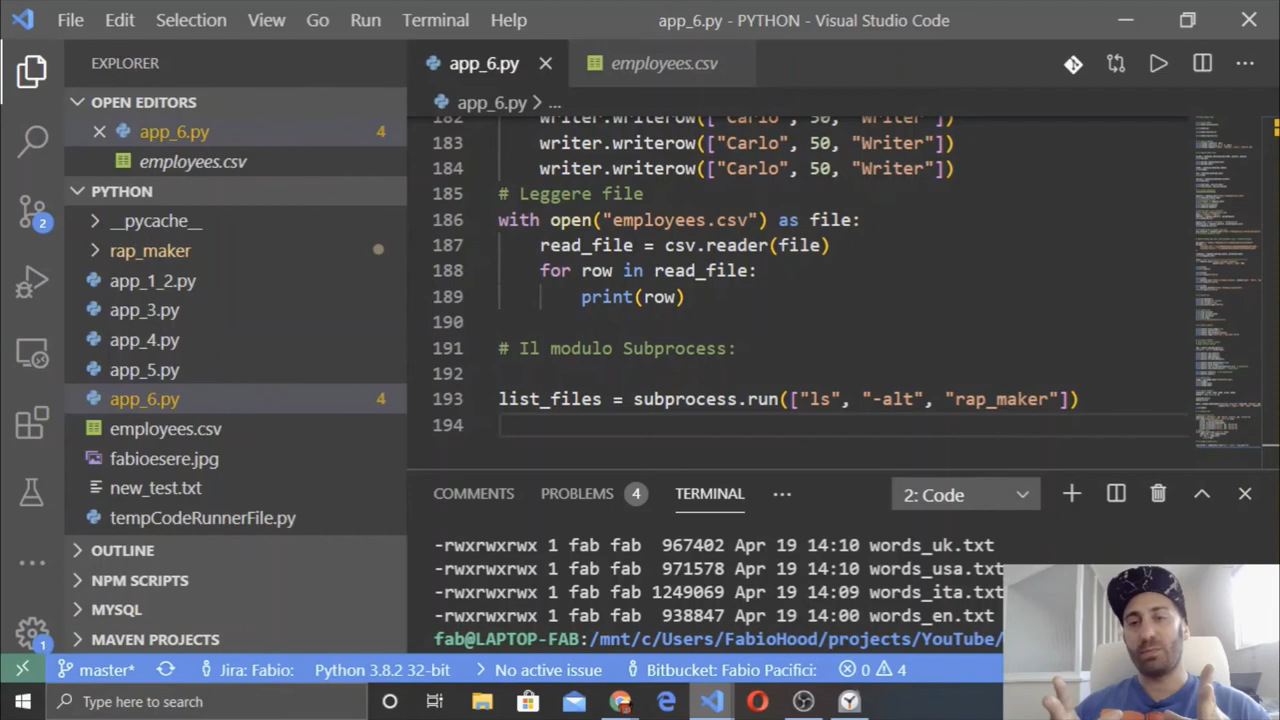 File Edit Selection View Go Run Terminal Help
app_6.py - PYTHON - Visual Studio Code
EXPLORER
OPEN EDITORS
app_6.py 4
employees.csv
PYTHON
__pycache__
rap_maker
app_1_2.py
app_3.py
app_4.py
app_5.py
app_6.py 4
employees.csv
fabioesere.jpg
new_test.txt
tempCodeRunnerFile.py
OUTLINE
NPM SCRIPTS
MYSQL
MAVEN PROJECTS
2
1
app_6.py employees.csv
app_6.py > ...
182 writer.writerow(["Carlo", 50, "Writer"])
183 writer.writerow(["Carlo", 50, "Writer"])
184 writer.writerow(["Carlo", 50, "Writer"])
185 # Leggere file
186 with open("employees.csv") as file:
187 read_file = csv.reader(file)
188 for row in read_file:
189 print(row)
190
191 # Il modulo Subprocess:
192
193 list_files = subprocess.run(["ls", "-alt", "rap_maker"])
194
COMMENTS PROBLEMS 4 TERMINAL ... 2: Code
-rwxrwxrwx 1 fab fab 967402 Apr 19 14:10 words_uk.txt
-rwxrwxrwx 1 fab fab 971578 Apr 19 14:10 words_usa.txt
-rwxrwxrwx 1 fab fab 1249069 Apr 19 14:09 words_ita.txt
-rwxrwxrwx 1 fab fab 938847 Apr 19 14:00 words_en.txt
fab@LAPTOP-FAB:/mnt/c/Users/FabioHood/projects/YouTube/
master* Jira: Fabio: Python 3.8.2 32-bit No active issue Bitbucket: Fabio Pacifici: 0 4
Type here to search